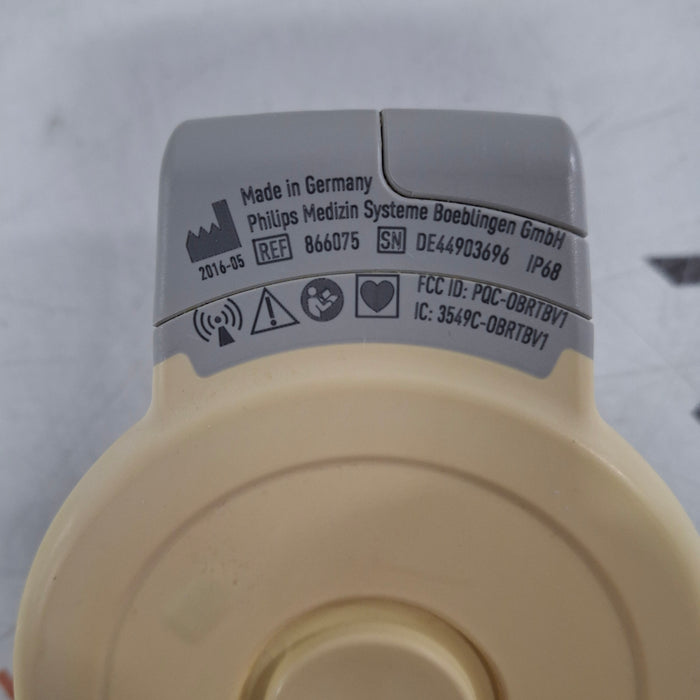 Made in Germany
Philips Medizin Systeme Boeblingen GmbH
2016-05 REF 866075 SN DE44903696 IP68
FCC ID: PQC-OBRTBV1
IC: 3549C-OBRTBV1